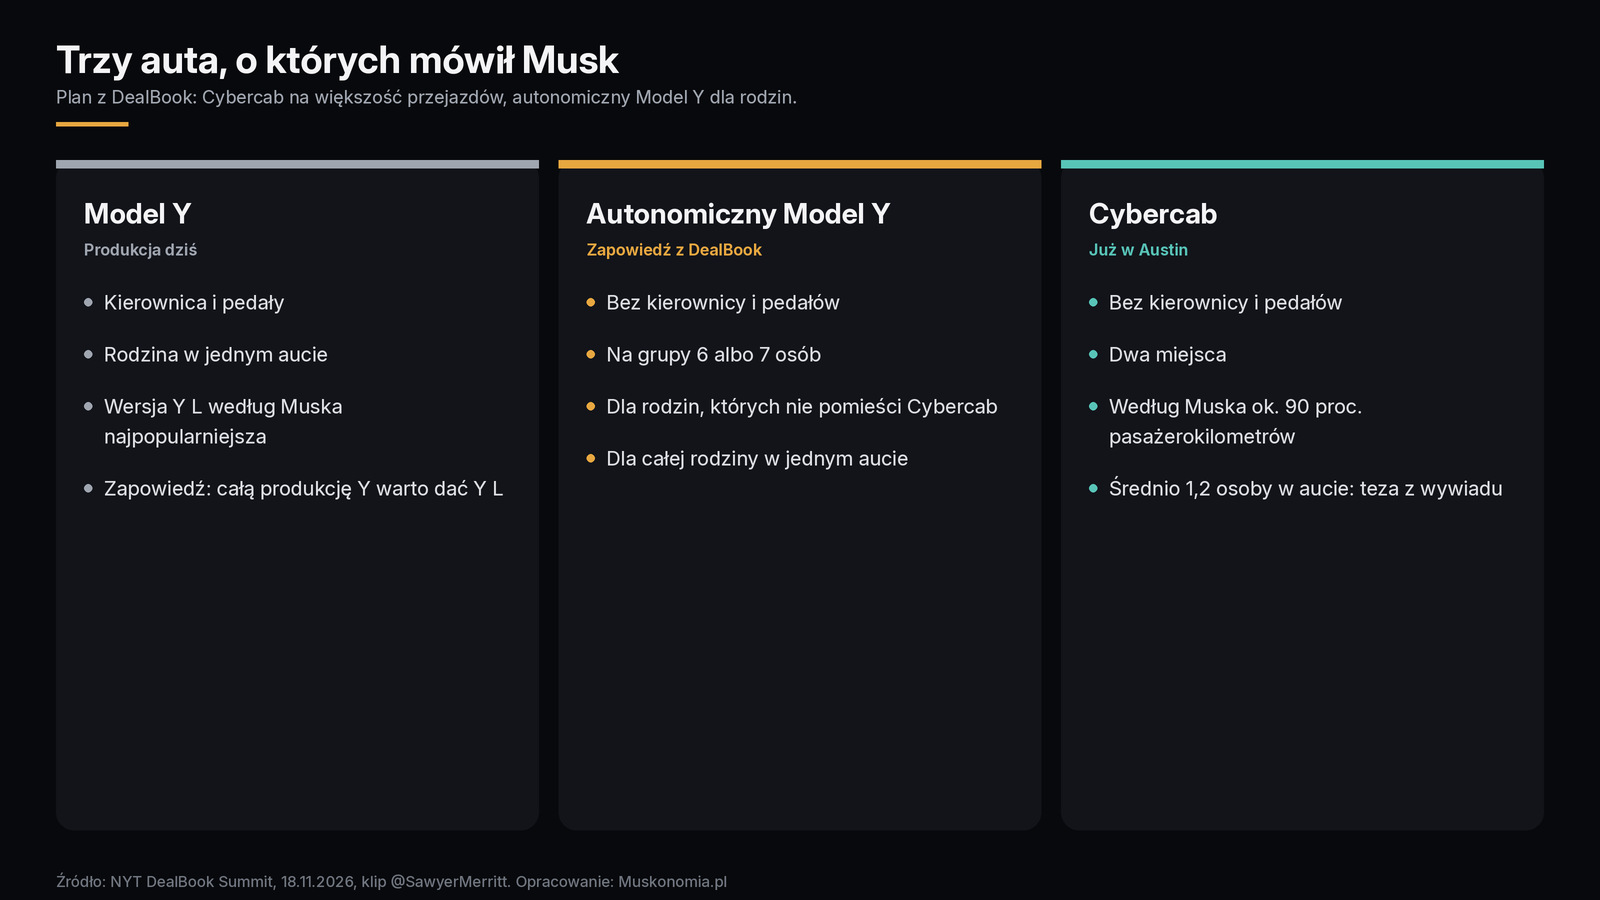 Trzy auta, o których mówił Musk
Plan z DealBook: Cybercab na większość przejazdów, autonomiczny Model Y dla rodzin.
Model Y
Produkcja dziś
Kierownica i pedały
Rodzina w jednym aucie
Wersja Y L według Muska
najpopularniejsza
Zapowiedź: całą produkcję Y warto dać Y L
Autonomiczny Model Y
Zapowiedź z DealBook
Bez kierownicy i pedałów
Na grupy 6 albo 7 osób
Dla rodzin, których nie pomieści Cybercab
Dla całej rodziny w jednym aucie
Cybercab
Już w Austin
Bez kierownicy i pedałów
Dwa miejsca
Według Muska ok. 90 proc.
pasażerokilometrów
Średnio 1,2 osoby w aucie: teza z wywiadu
Źródło: NYT DealBook Summit, 18.11.2026, klip @SawyerMerritt. Opracowanie: Muskonomia.pl